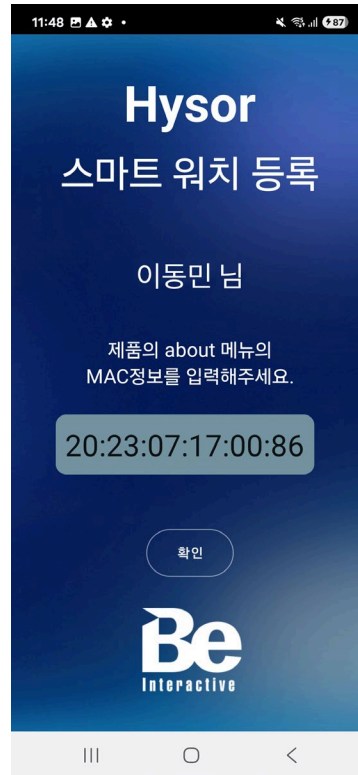 11:48
87
Hysor
스마트 워치 등록
이동민 님
제품의 about 메뉴의
MAC정보를 입력해주세요.
20:23:07:17:00:86
확인
Be
Interactive